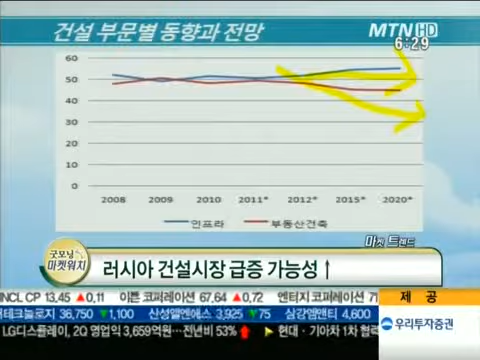 건설 부문별 동향과 전망
MTN HD
6:29
60
50
40
30
20
10
0
2008 2009 2010 2011* 2012* 2015* 2020*
인프라 부동산건축
마켓 트렌드
굿모닝
마켓워치
러시아 건설시장 급증 가능성↑
INCL CP 13.45 ▲0.11 이튼 코퍼레이션 67.64 ▲0.72 엔터지 코퍼레이션
제 공
테크놀로지 36,750 ▼1,100 산성엘엔에스 3,925 ▼75 삼강엠앤티 4,600
우리투자증권
LG디스플레이, 2Q 영업익 3,659억원…전년비 53%↑ ▶ 현대·기아차 1차 협력